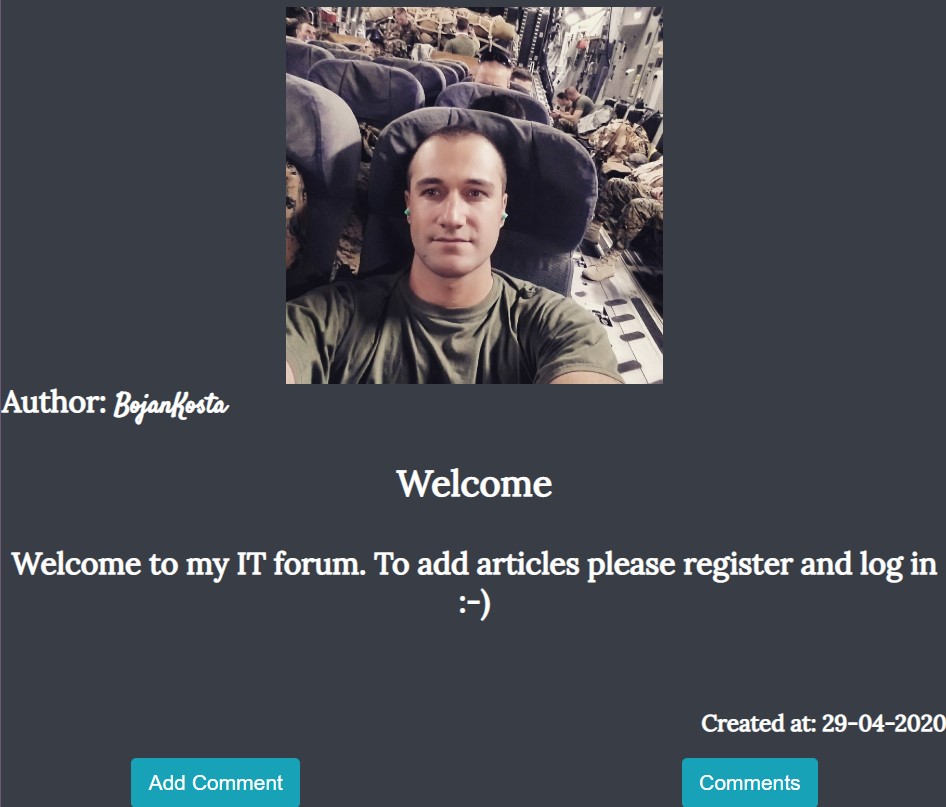 Author: BojanKosta
Welcome
Welcome to my IT forum. To add articles please register and log in
:-)
Created at: 29-04-2020
Add Comment
Comments